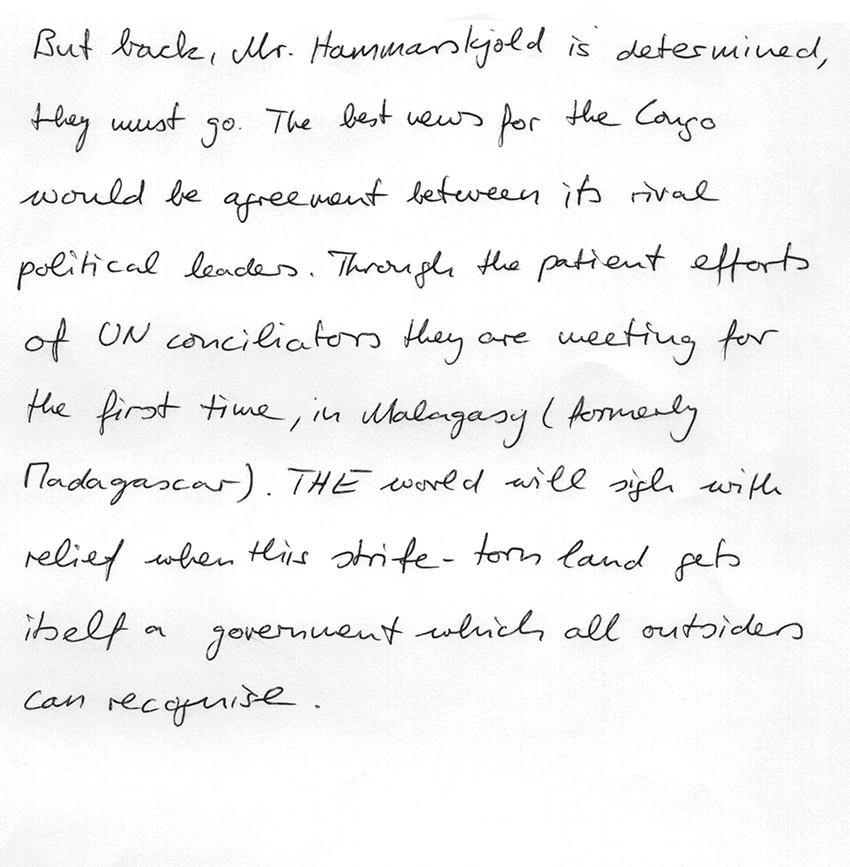 But back, Mr. Hammarskjold is determined,
they must go. The best news for the Congo
would be agreement between its rival
political leaders. Through the patient efforts
of UN conciliators they are meeting for
the first time, in Malagasy (formerly
Madagascar). THE world will sigh with
relief when this strife-torn land gets
itself a government which all outsiders
can recognise.